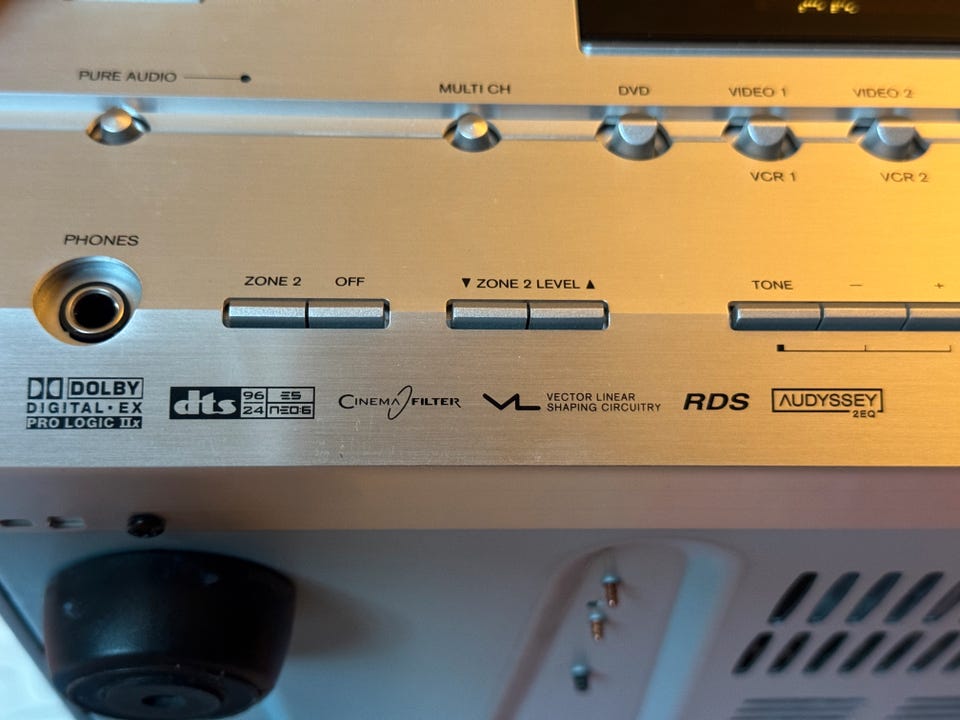 PURE AUDIO
MULTI CH
DVD
VIDEO 1
VIDEO 2
VCR 1
VCR 2
PHONES
ZONE 2
OFF
▼ ZONE 2 LEVEL ▲
TONE
—
+
DOLBY
DIGITAL•EX
PRO LOGIC IIx
dts 96 24 ES NEO:6
CINEMA FILTER
VL VECTOR LINEAR
SHAPING CIRCUITRY
RDS
AUDYSSEY
2EQ